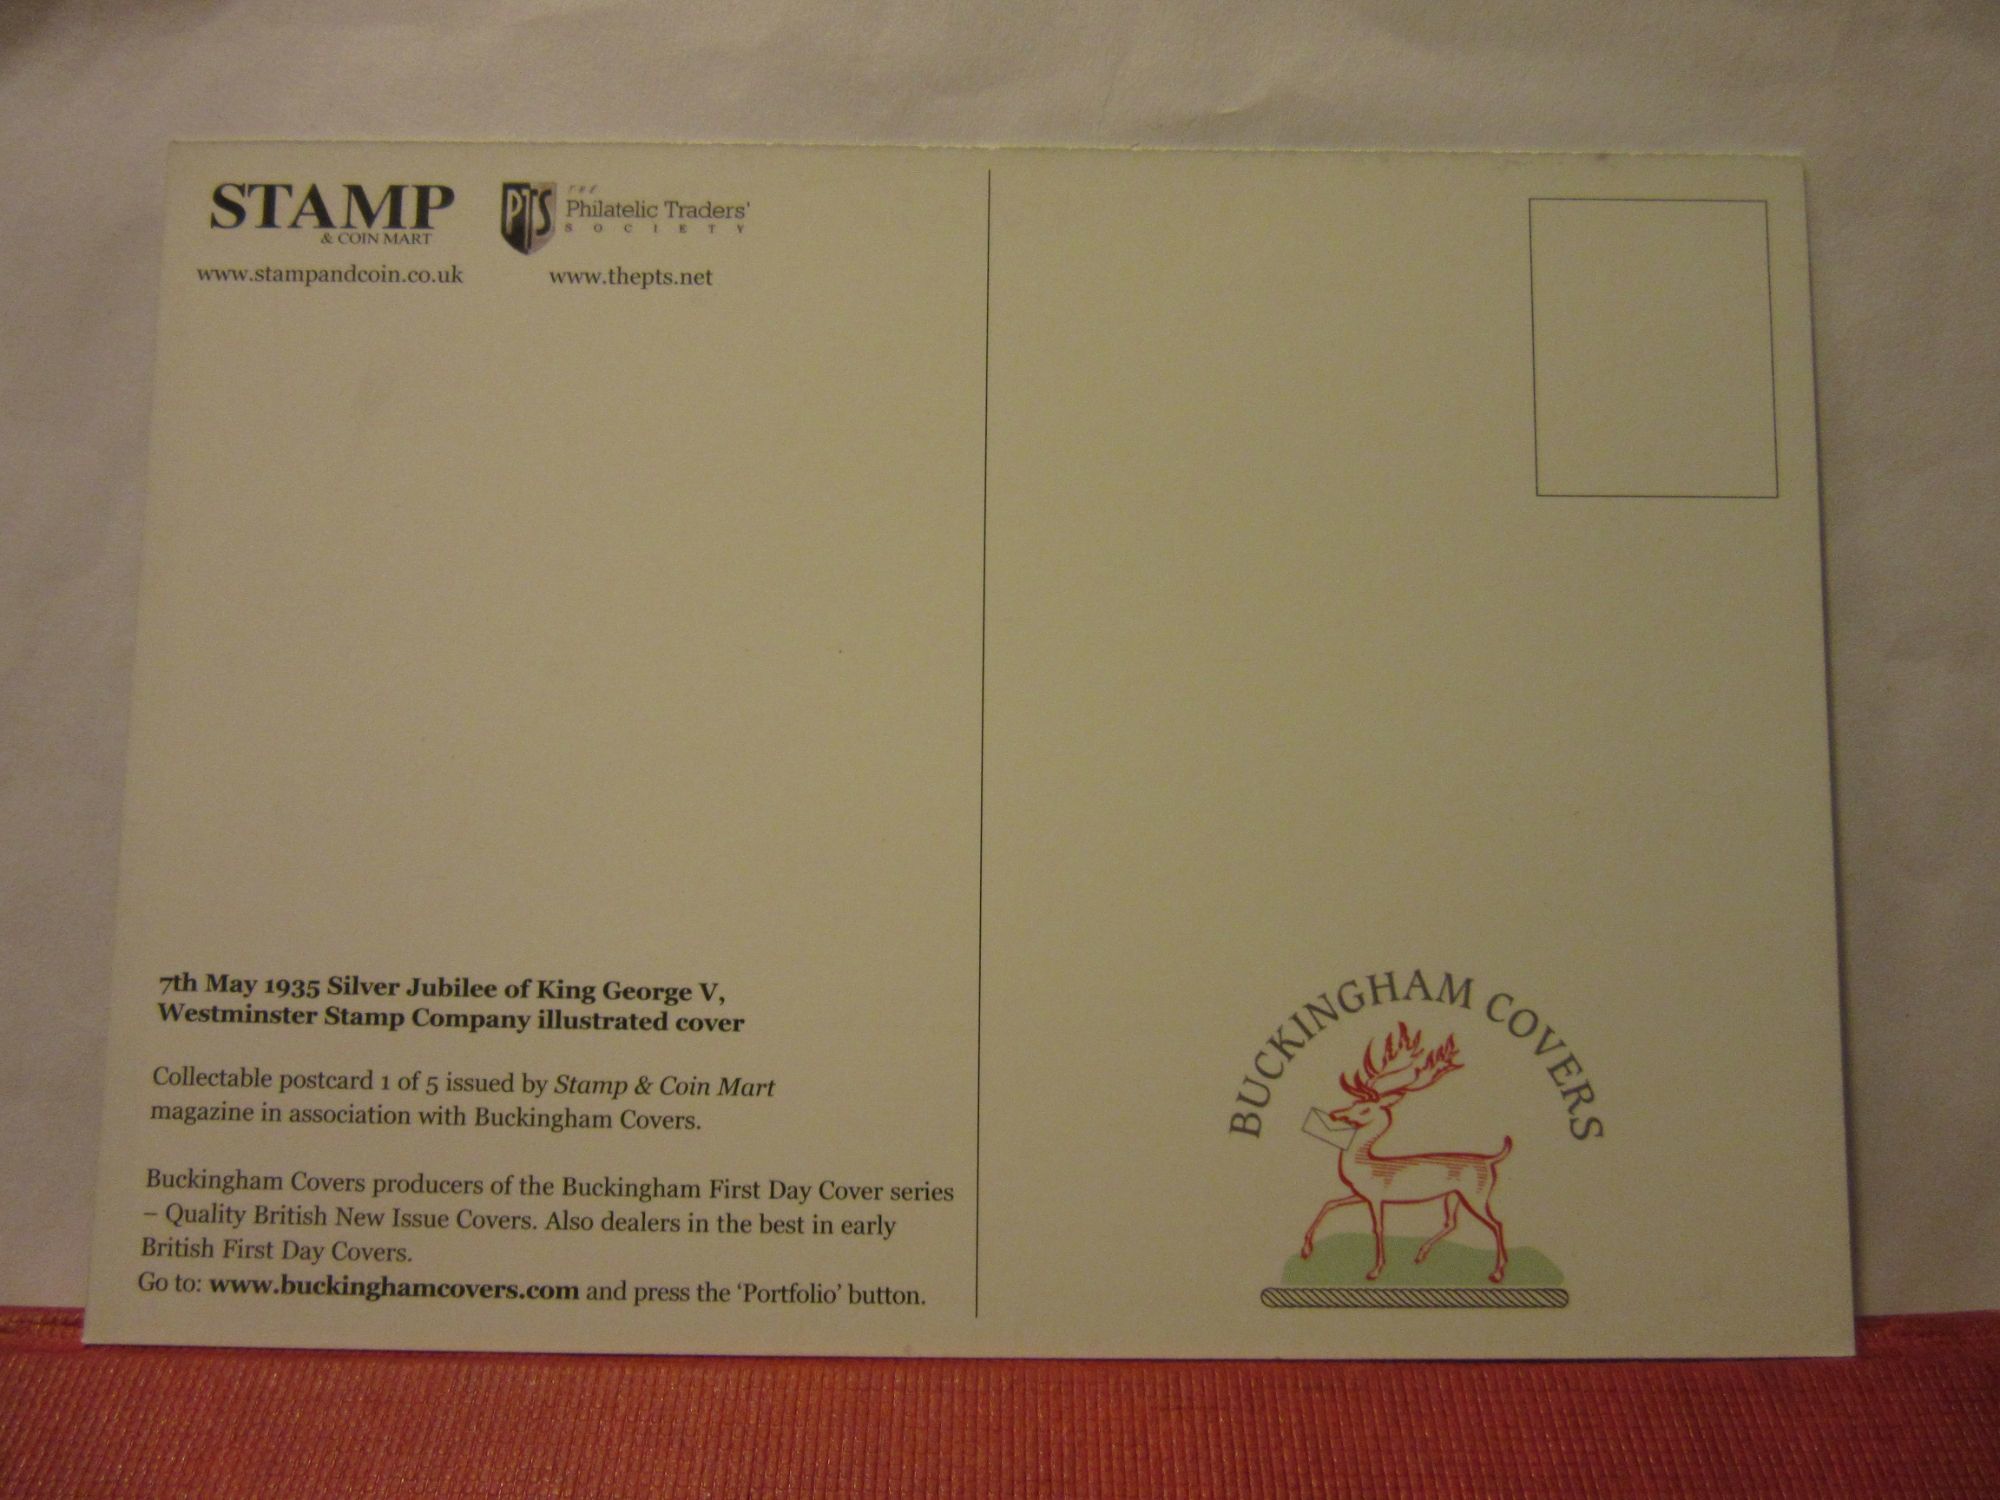 STAMP
& COIN MART
www.stampandcoin.co.uk
PTS
THE
Philatelic Traders'
SOCIETY
www.thepts.net
7th May 1935 Silver Jubilee of King George V,
Westminster Stamp Company illustrated cover
Collectable postcard 1 of 5 issued by Stamp & Coin Mart
magazine in association with Buckingham Covers.
Buckingham Covers producers of the Buckingham First Day Cover series
– Quality British New Issue Covers. Also dealers in the best in early
British First Day Covers.
Go to: www.buckinghamcovers.com and press the ‘Portfolio’ button.
BUCKINGHAM COVERS